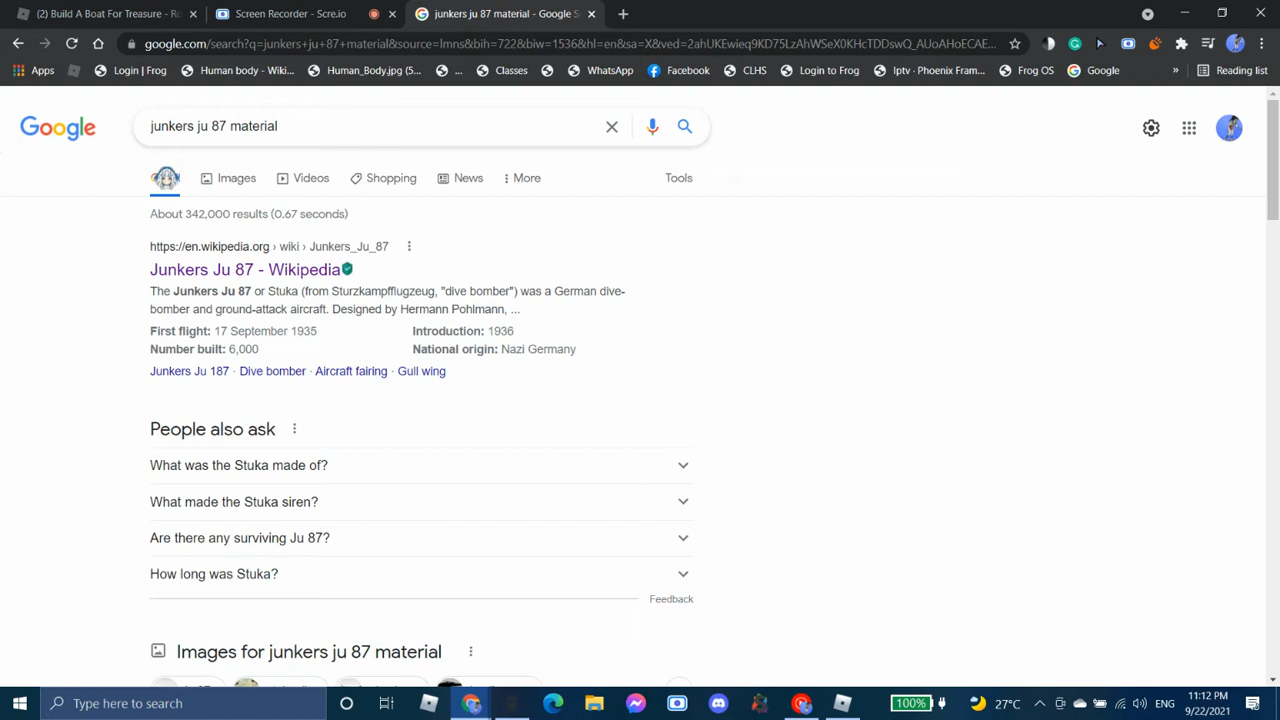 (2) Build A Boat For Treasure - Ro
Screen Recorder - Scre.io
junkers ju 87 material - Google S
google.com/search?q=junkers+ju+87+material&source=lmns&bih=722&biw=1536&hl=en&sa=X&ved=2ahUKEwieq9KD75LzAhWSeX0KHcTDDswQ_AUoAHoECAE...
Apps
Login | Frog
Human body - Wiki...
Human_Body.jpg (5...
...
Classes
WhatsApp
Facebook
CLHS
Login to Frog
Iptv - Phoenix Fram...
Frog OS
Google
»
Reading list
Google
junkers ju 87 material
Images
Videos
Shopping
News
More
Tools
About 342,000 results (0.67 seconds)
https://en.wikipedia.org › wiki › Junkers_Ju_87
Junkers Ju 87 - Wikipedia
The Junkers Ju 87 or Stuka (from Sturzkampfflugzeug, "dive bomber") was a German dive-
bomber and ground-attack aircraft. Designed by Hermann Pohlmann, ...
First flight: 17 September 1935
Introduction: 1936
Number built: 6,000
National origin: Nazi Germany
Junkers Ju 187 · Dive bomber · Aircraft fairing · Gull wing
People also ask
What was the Stuka made of?
What made the Stuka siren?
Are there any surviving Ju 87?
How long was Stuka?
Feedback
Images for junkers ju 87 material
Type here to search
100%
27°C
ENG
11:12 PM
9/22/2021